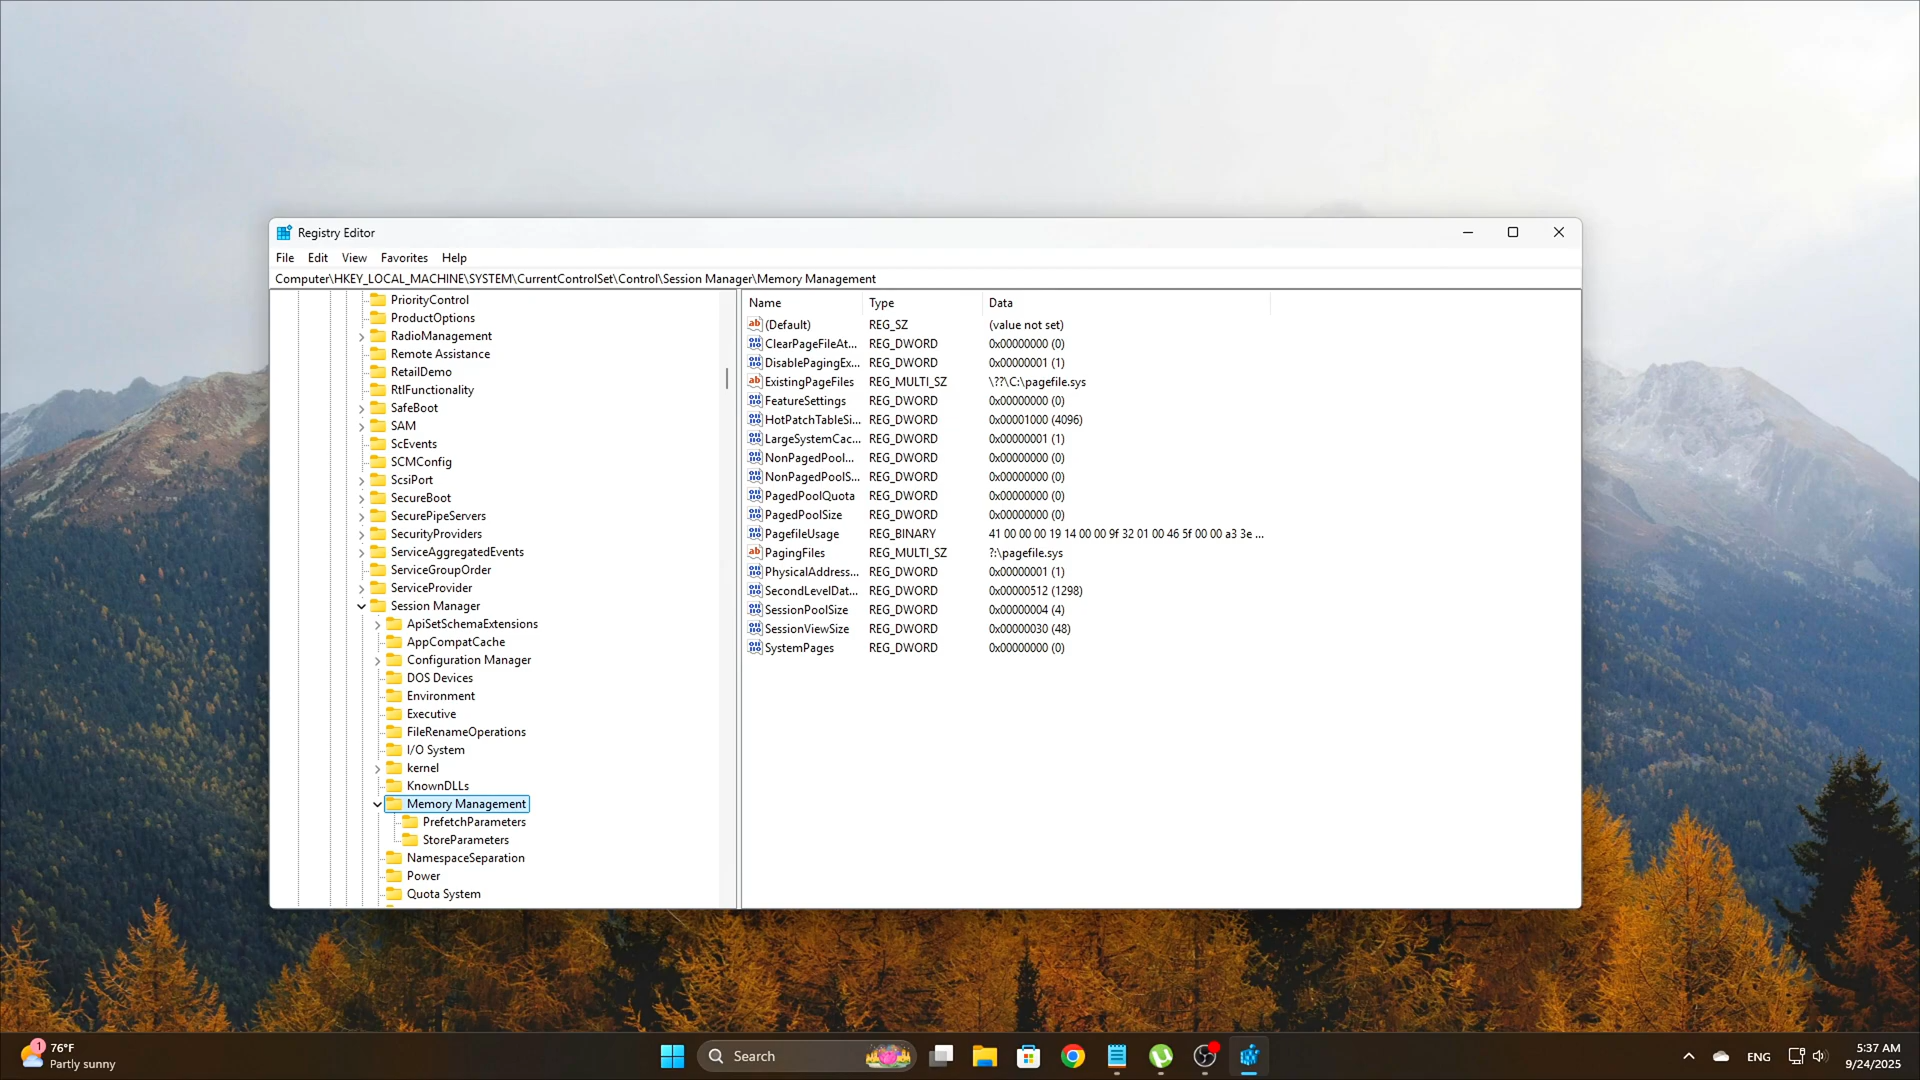 Registry Editor
File Edit View Favorites Help
Computer\HKEY_LOCAL_MACHINE\SYSTEM\CurrentControlSet\Control\Session Manager\Memory Management
PriorityControl
ProductOptions
RadioManagement
Remote Assistance
RetailDemo
RtlFunctionality
SafeBoot
SAM
ScEvents
SCMConfig
ScsiPort
SecureBoot
SecurePipeServers
SecurityProviders
ServiceAggregatedEvents
ServiceGroupOrder
ServiceProvider
Session Manager
ApiSetSchemaExtensions
AppCompatCache
Configuration Manager
DOS Devices
Environment
Executive
FileRenameOperations
I/O System
kernel
KnownDLLs
Memory Management
PrefetchParameters
StoreParameters
NamespaceSeparation
Power
Quota System
Name Type Data
(Default) REG_SZ (value not set)
ClearPageFileAt... REG_DWORD 0x00000000 (0)
DisablePagingEx... REG_DWORD 0x00000001 (1)
ExistingPageFiles REG_MULTI_SZ \??\C:\pagefile.sys
FeatureSettings REG_DWORD 0x00000000 (0)
HotPatchTableSi... REG_DWORD 0x00001000 (4096)
LargeSystemCac... REG_DWORD 0x00000001 (1)
NonPagedPool... REG_DWORD 0x00000000 (0)
NonPagedPoolS... REG_DWORD 0x00000000 (0)
PagedPoolQuota REG_DWORD 0x00000000 (0)
PagedPoolSize REG_DWORD 0x00000000 (0)
PagefileUsage REG_BINARY 41 00 00 00 19 14 00 00 9f 32 01 00 46 5f 00 00 a3 3e ...
PagingFiles REG_MULTI_SZ ?:\pagefile.sys
PhysicalAddress... REG_DWORD 0x00000001 (1)
SecondLevelDat... REG_DWORD 0x00000512 (1298)
SessionPoolSize REG_DWORD 0x00000004 (4)
SessionViewSize REG_DWORD 0x00000030 (48)
SystemPages REG_DWORD 0x00000000 (0)
1
76°F
Partly sunny
Search
ENG
5:37 AM
9/24/2025